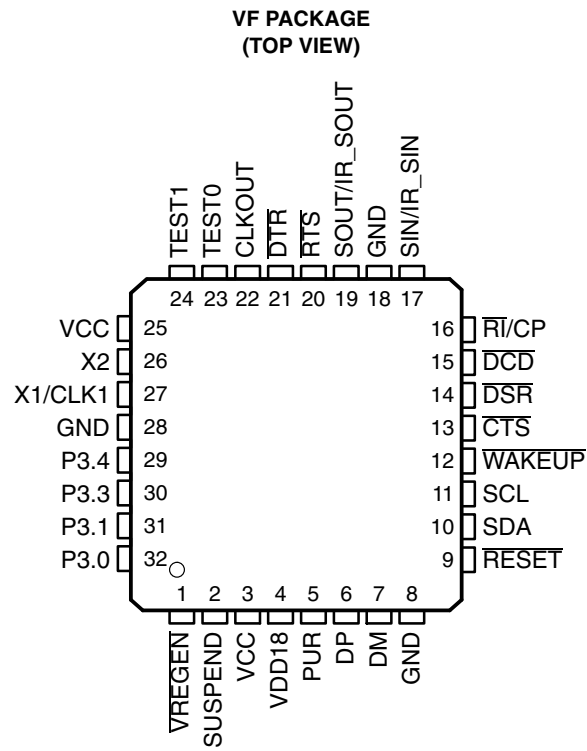 VF PACKAGE
(TOP VIEW)
TEST1 TEST0 CLKOUT DTR RTS SOUT/IR_SOUT GND SIN/IR_SIN
24 23 22 21 20 19 18 17
VCC 25 16 RI/CP
X2 26 15 DCD
X1/CLK1 27 14 DSR
GND 28 13 CTS
P3.4 29 12 WAKEUP
P3.3 30 11 SCL
P3.1 31 10 SDA
P3.0 32 9 RESET
1 2 3 4 5 6 7 8
VREGEN SUSPEND VCC VDD18 PUR DP DM GND